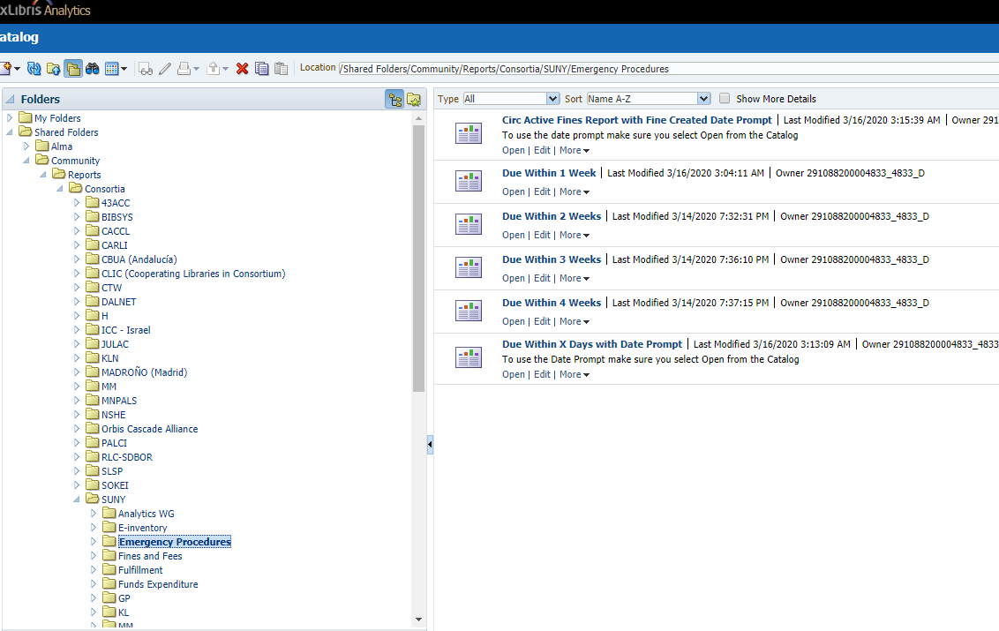 xLibris Analytics
atalog
Location /Shared Folders/Community/Reports/Consortia/SUNY/Emergency Procedures
Folders
My Folders
Shared Folders
Alma
Community
Reports
Consortia
43ACC
BIBSYS
CACCL
CARLI
CBUA (Andalucía)
CLIC (Cooperating Libraries in Consortium)
CTW
DALNET
H
ICC - Israel
JULAC
KLN
MADROÑO (Madrid)
MM
MNPALS
NSHE
Orbis Cascade Alliance
PALCI
RLC-SDBOR
SLSP
SOKEI
SUNY
Analytics WG
E-inventory
Emergency Procedures
Fines and Fees
Fulfillment
Funds Expenditure
GP
KL
MM
Type All Sort Name A-Z Show More Details
Circ Active Fines Report with Fine Created Date Prompt | Last Modified 3/16/2020 3:15:39 AM | Owner 291
To use the date prompt make sure you select Open from the Catalog
Open | Edit | More
Due Within 1 Week | Last Modified 3/16/2020 3:04:11 AM | Owner 291088200004833_4833_D
Open | Edit | More
Due Within 2 Weeks | Last Modified 3/14/2020 7:32:31 PM | Owner 291088200004833_4833_D
Open | Edit | More
Due Within 3 Weeks | Last Modified 3/14/2020 7:36:10 PM | Owner 291088200004833_4833_D
Open | Edit | More
Due Within 4 Weeks | Last Modified 3/14/2020 7:37:15 PM | Owner 291088200004833_4833_D
Open | Edit | More
Due Within X Days with Date Prompt | Last Modified 3/16/2020 3:13:09 AM | Owner 291088200004833_4833
To use the Date Prompt make sure you select Open from the Catalog
Open | Edit | More